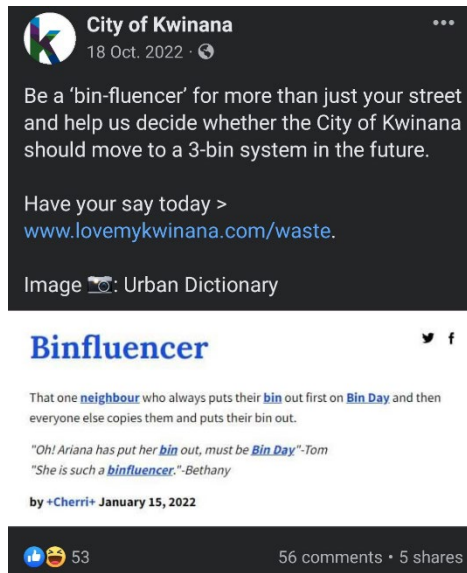 City of Kwinana
18 Oct. 2022 ·
Be a ‘bin-fluencer’ for more than just your street
and help us decide whether the City of Kwinana
should move to a 3-bin system in the future.
Have your say today >
www.lovemykwinana.com/waste.
Image 📷: Urban Dictionary
Binfluencer
That one neighbour who always puts their bin out first on Bin Day and then
everyone else copies them and puts their bin out.
"Oh! Ariana has put her bin out, must be Bin Day"-Tom
"She is such a binfluencer."-Bethany
by +Cherri+ January 15, 2022
53 56 comments • 5 shares